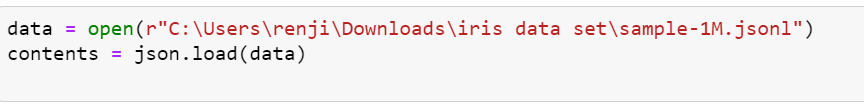 data = open(r"C:\Users\renji\Downloads\iris data set\sample-1M.jsonl")
contents = json.load(data)